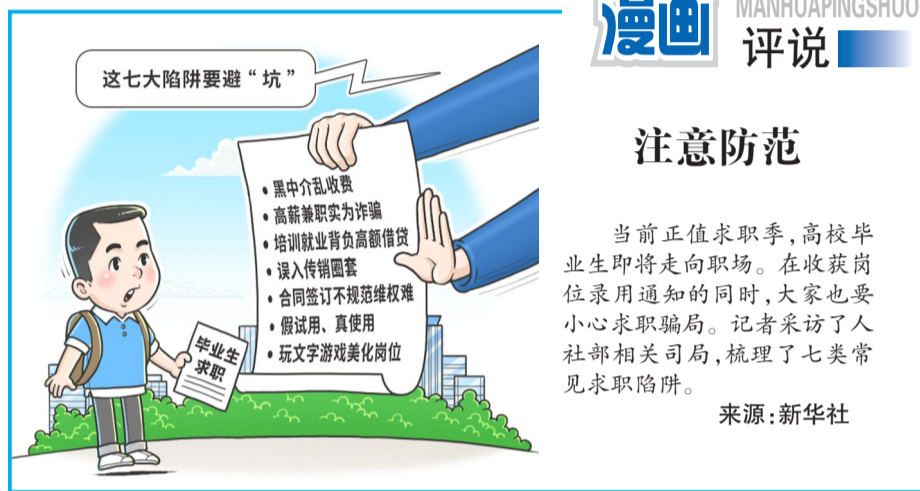 这七大陷阱要避“坑”
• 黑中介乱收费
• 高薪兼职实为诈骗
• 培训就业背负高额借贷
• 误入传销圈套
• 合同签订不规范维权难
• 假试用、真使用
• 玩文字游戏美化岗位
毕业生
求职
漫画
MANHUAPINGSHUO
评说
注意防范
当前正值求职季,高校毕
业生即将走向职场。在收获岗
位录用通知的同时,大家也要
小心求职骗局。记者采访了人
社部相关司局,梳理了七类常
见求职陷阱。
来源:新华社